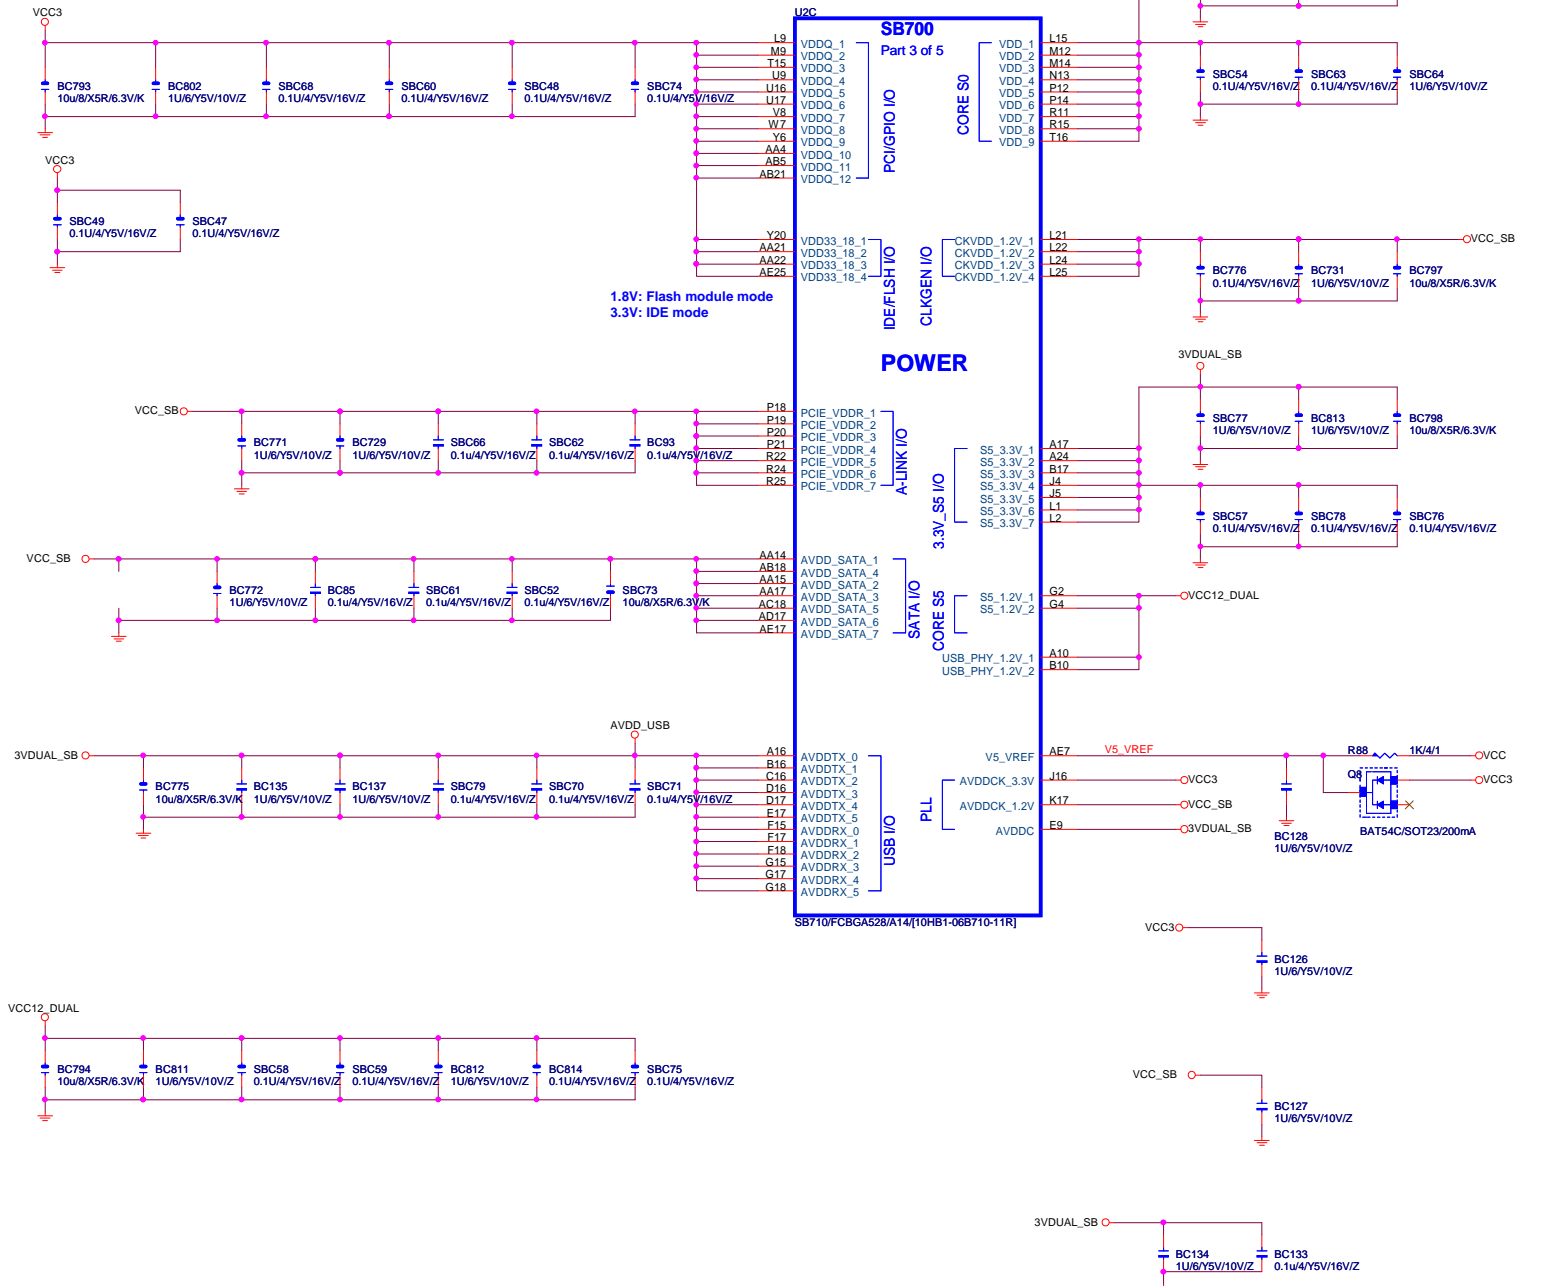 VCC3
BC793
10u/8/X5R/6.3V/K
BC802
1U/6/Y5V/10V/Z
SBC68
0.1U/4/Y5V/16V/Z
SBC60
0.1U/4/Y5V/16V/Z
SBC48
0.1U/4/Y5V/16V/Z
SBC74
0.1U/4/Y5V/16V/Z
VCC3
SBC49
0.1U/4/Y5V/16V/Z
SBC47
0.1U/4/Y5V/16V/Z
1.8V: Flash module mode
3.3V: IDE mode
VCC_SB
BC771
1U/6/Y5V/10V/Z
BC729
1U/6/Y5V/10V/Z
SBC66
0.1u/4/Y5V/16V/Z
SBC62
0.1u/4/Y5V/16V/Z
BC93
0.1u/4/Y5V/16V/Z
VCC_SB
BC772
1U/6/Y5V/10V/Z
BC85
0.1u/4/Y5V/16V/Z
SBC61
0.1u/4/Y5V/16V/Z
SBC52
0.1u/4/Y5V/16V/Z
SBC73
10u/8/X5R/6.3V/K
AVDD_USB
3VDUAL_SB
BC775
10u/8/X5R/6.3V/K
BC135
1U/6/Y5V/10V/Z
BC137
1U/6/Y5V/10V/Z
SBC79
0.1u/4/Y5V/16V/Z
SBC70
0.1u/4/Y5V/16V/Z
SBC71
0.1u/4/Y5V/16V/Z
VCC12_DUAL
BC794
10u/8/X5R/6.3V/K
BC811
1U/6/Y5V/10V/Z
SBC58
0.1U/4/Y5V/16V/Z
SBC59
0.1U/4/Y5V/16V/Z
BC812
1U/6/Y5V/10V/Z
BC814
0.1U/4/Y5V/16V/Z
SBC75
0.1U/4/Y5V/16V/Z
U2C
SB700
Part 3 of 5
L9 VDDQ_1
M9 VDDQ_2
T15 VDDQ_3
U9 VDDQ_4
U16 VDDQ_5
U17 VDDQ_6
V8 VDDQ_7
W7 VDDQ_8
Y6 VDDQ_9
AA4 VDDQ_10
AB5 VDDQ_11
AB21 VDDQ_12
PCI/GPIO I/O
Y20 VDD33_18_1
AA21 VDD33_18_2
AA22 VDD33_18_3
AE25 VDD33_18_4
IDE/FLSH I/O
POWER
P18 PCIE_VDDR_1
P19 PCIE_VDDR_2
P20 PCIE_VDDR_3
P21 PCIE_VDDR_4
R22 PCIE_VDDR_5
R24 PCIE_VDDR_6
R25 PCIE_VDDR_7
A-LINK I/O
AA14 AVDD_SATA_1
AB18 AVDD_SATA_4
AA15 AVDD_SATA_2
AA17 AVDD_SATA_3
AC18 AVDD_SATA_5
AD17 AVDD_SATA_6
AE17 AVDD_SATA_7
SATA I/O
A16 AVDDTX_0
B16 AVDDTX_1
C16 AVDDTX_2
D16 AVDDTX_3
D17 AVDDTX_4
E17 AVDDTX_5
F15 AVDDRX_0
F17 AVDDRX_1
F18 AVDDRX_2
G15 AVDDRX_3
G17 AVDDRX_4
G18 AVDDRX_5
USB I/O
CORE S0
VDD_1 L15
VDD_2 M12
VDD_3 M14
VDD_4 N13
VDD_5 P12
VDD_6 P14
VDD_7 R11
VDD_8 R15
VDD_9 T16
CLKGEN I/O
CKVDD_1.2V_1 L21
CKVDD_1.2V_2 L22
CKVDD_1.2V_3 L24
CKVDD_1.2V_4 L25
3.3V_S5 I/O
S5_3.3V_1 A17
S5_3.3V_2 A24
S5_3.3V_3 B17
S5_3.3V_4 J4
S5_3.3V_5 J5
S5_3.3V_6 L1
S5_3.3V_7 L2
CORE S5
S5_1.2V_1 G2
S5_1.2V_2 G4
USB_PHY_1.2V_1 A10
USB_PHY_1.2V_2 B10
V5_VREF AE7
PLL
AVDDCK_3.3V J16
AVDDCK_1.2V K17
AVDDC E9
SB710/FCBGA528/A14/[10HB1-06B710-11R]
SBC54
0.1U/4/Y5V/16V/Z
SBC63
0.1U/4/Y5V/16V/Z
SBC64
1U/6/Y5V/10V/Z
VCC_SB
BC776
0.1U/4/Y5V/16V/Z
BC731
1U/6/Y5V/10V/Z
BC797
10u/8/X5R/6.3V/K
3VDUAL_SB
SBC77
1U/6/Y5V/10V/Z
BC813
1U/6/Y5V/10V/Z
BC798
10u/8/X5R/6.3V/K
SBC57
0.1U/4/Y5V/16V/Z
SBC78
0.1U/4/Y5V/16V/Z
SBC76
0.1U/4/Y5V/16V/Z
VCC12_DUAL
V5_VREF
R88
1K/4/1
VCC
VCC3
Q8
VCC3
VCC_SB
3VDUAL_SB
BAT54C/SOT23/200mA
BC128
1U/6/Y5V/10V/Z
VCC3
BC126
1U/6/Y5V/10V/Z
VCC_SB
BC127
1U/6/Y5V/10V/Z
3VDUAL_SB
BC134
1U/6/Y5V/10V/Z
BC133
0.1u/4/Y5V/16V/Z